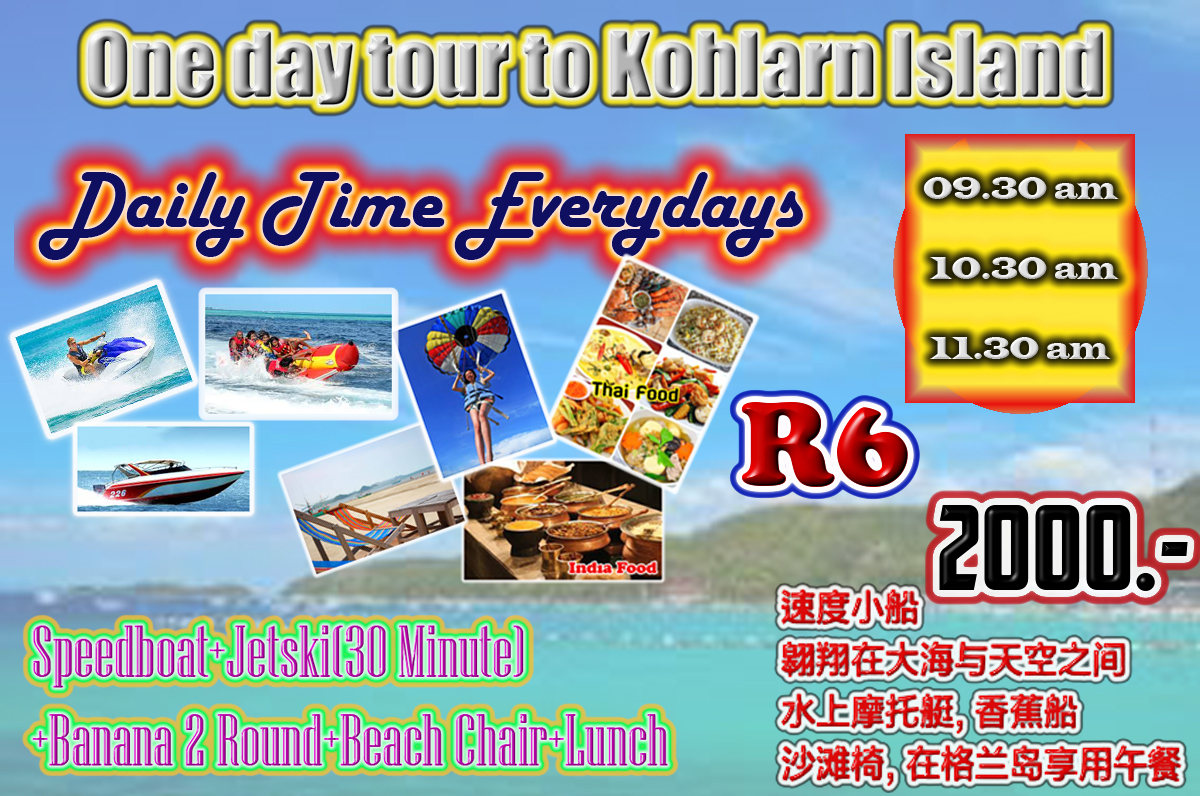 One day tour to Kohlarn Island
Daily Time Everydays
09.30 am
10.30 am
11.30 am
Thai Food
R6
226
India Food
2000.-
Speedboat+Jetski(30 Minute)
+Banana 2 Round+Beach Chair+Lunch
速度小船
翱翔在大海与天空之间
水上摩托艇, 香蕉船
沙滩椅, 在格兰岛享用午餐